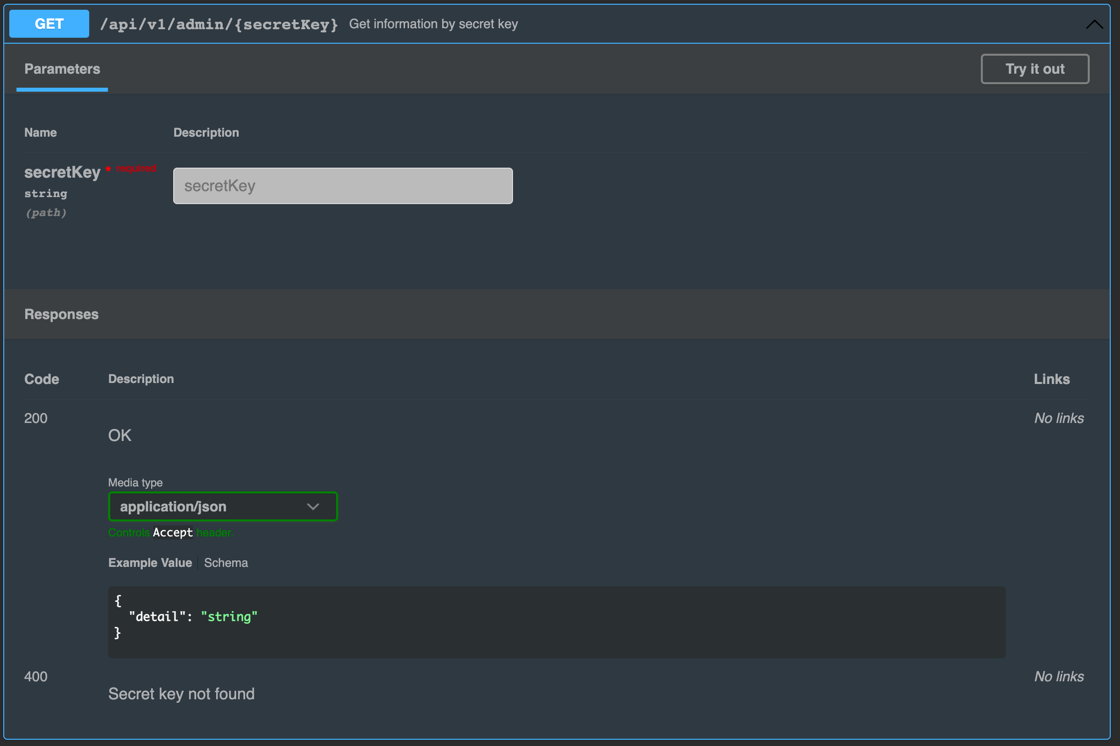 GET /api/v1/admin/{secretKey} Get information by secret key
Parameters
Try it out
Name Description
secretKey * required
string
(path)
secretKey
Responses
Code Description Links
200 No links
OK
Media type
application/json
Controls Accept header.
Example Value Schema
{
"detail": "string"
}
400 No links
Secret key not found